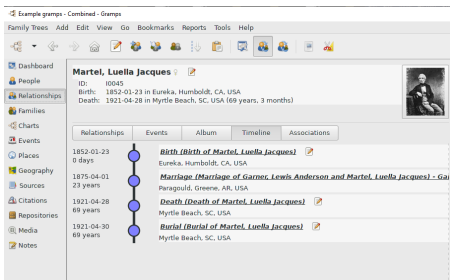 Example gramps - Combined - Gramps
Family Trees Add Edit View Go Bookmarks Reports Tools Help
Dashboard
People
Relationships
Families
Charts
Events
Places
Geography
Sources
Citations
Repositories
Media
Notes
Martel, Luella Jacques ♀
ID: I0045
Birth: 1852-01-23 in Eureka, Humboldt, CA, USA
Death: 1921-04-28 in Myrtle Beach, SC, USA (69 years, 3 months)
Relationships Events Album Timeline Associations
1852-01-23 Birth (Birth of Martel, Luella Jacques)
0 days Eureka, Humboldt, CA, USA
1875-04-01 Marriage (Marriage of Garner, Lewis Anderson and Martel, Luella Jacques) - Ga
23 years Paragould, Greene, AR, USA
1921-04-28 Death (Death of Martel, Luella Jacques)
69 years Myrtle Beach, SC, USA
1921-04-30 Burial (Burial of Martel, Luella Jacques)
69 years Myrtle Beach, SC, USA